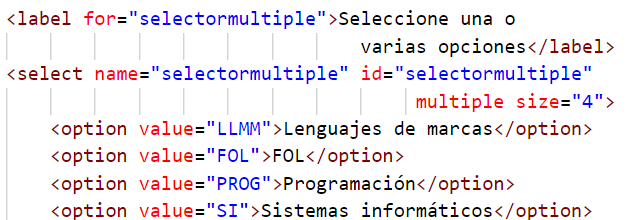 <label for="selectormultiple">Seleccione una o
varias opciones</label>
<select name="selectormultiple" id="selectormultiple"
multiple size="4">
<option value="LLMM">Lenguajes de marcas</option>
<option value="FOL">FOL</option>
<option value="PROG">Programación</option>
<option value="SI">Sistemas informáticos</option>